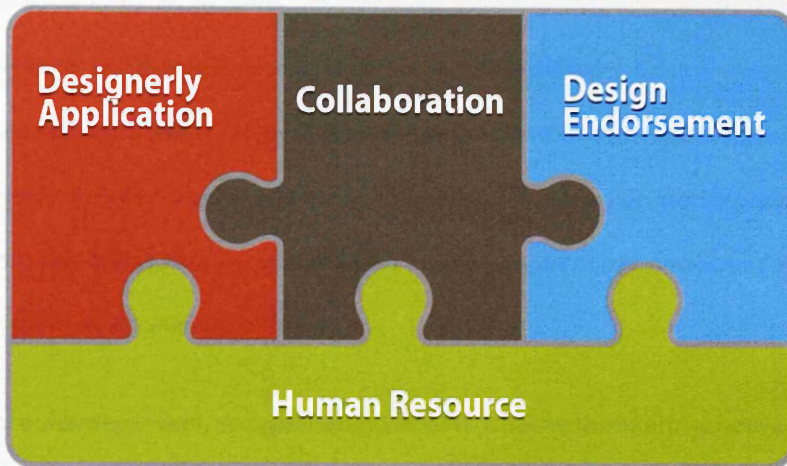 Designerly
Application
Collaboration
Design
Endorsement
Human Resource